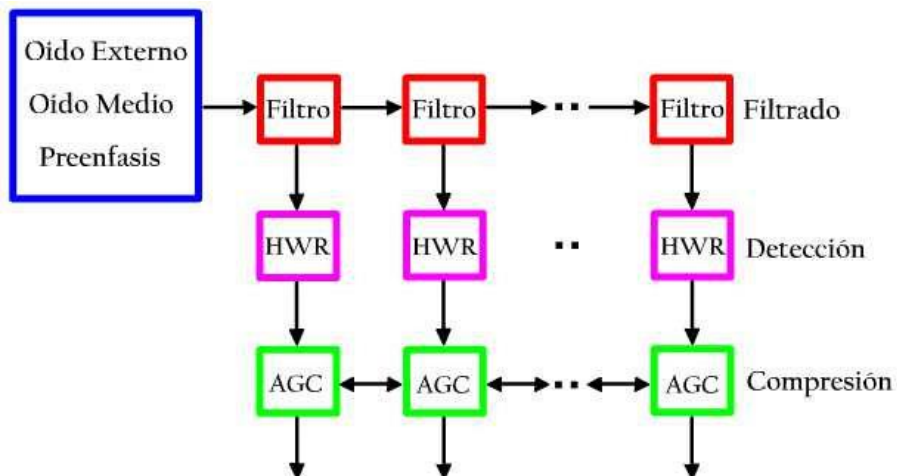 Oido Externo
Oido Medio
Preenfasis
Filtro Filtro Filtro Filtrado
HWR HWR HWR Detección
AGC AGC AGC Compresión